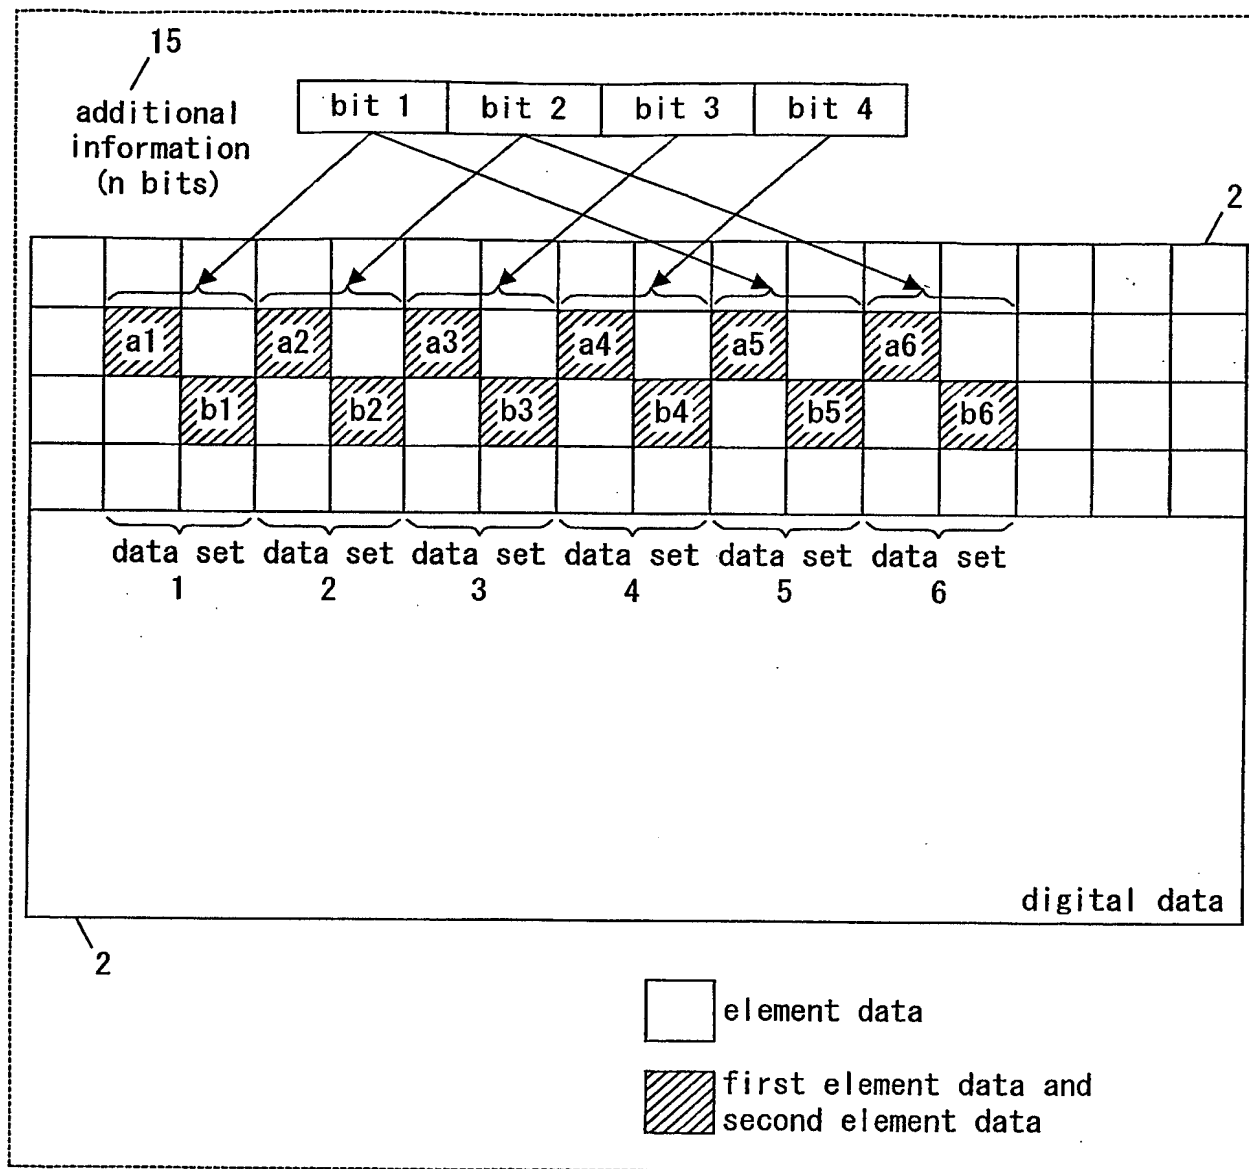 15
additional
information
(n bits)
bit 1 bit 2 bit 3 bit 4
2
a1 a2 a3 a4 a5 a6
b1 b2 b3 b4 b5 b6
data set data set data set data set data set data set
1 2 3 4 5 6
digital data
2
element data
first element data and
second element data